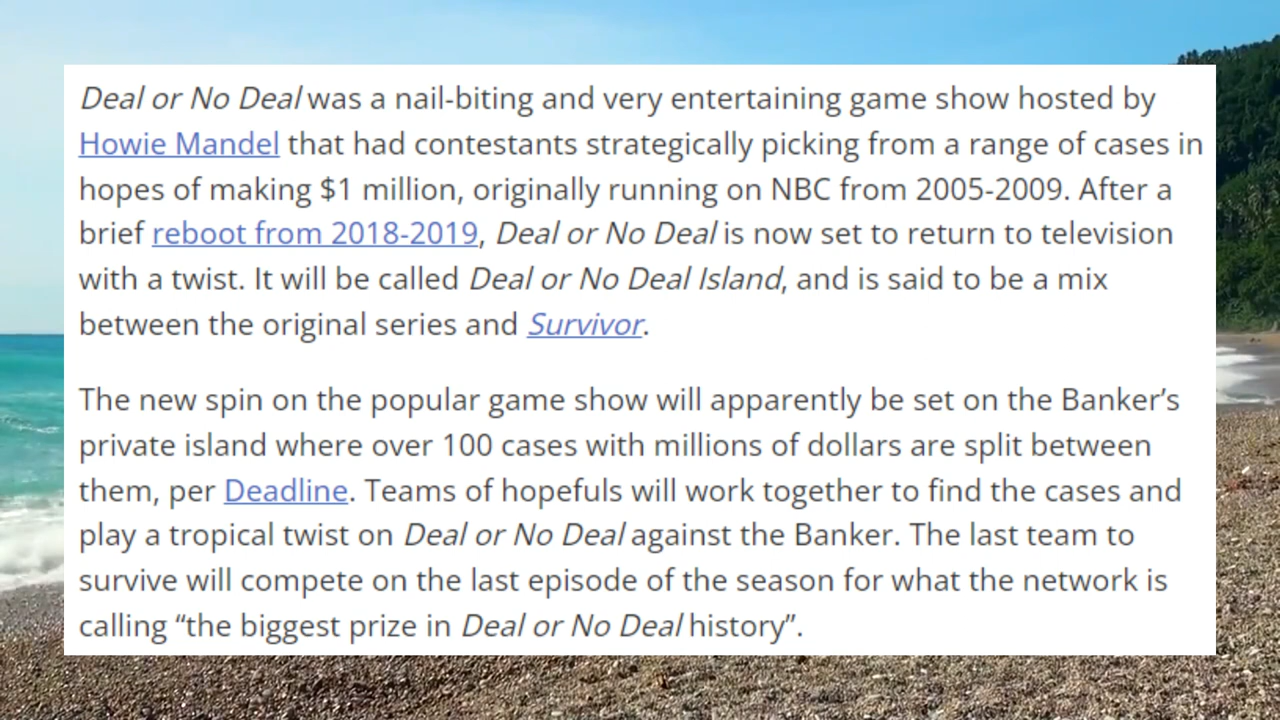 Deal or No Deal was a nail-biting and very entertaining game show hosted by
Howie Mandel that had contestants strategically picking from a range of cases in
hopes of making $1 million, originally running on NBC from 2005-2009. After a
brief reboot from 2018-2019, Deal or No Deal is now set to return to television
with a twist. It will be called Deal or No Deal Island, and is said to be a mix
between the original series and Survivor.
The new spin on the popular game show will apparently be set on the Banker’s
private island where over 100 cases with millions of dollars are split between
them, per Deadline. Teams of hopefuls will work together to find the cases and
play a tropical twist on Deal or No Deal against the Banker. The last team to
survive will compete on the last episode of the season for what the network is
calling “the biggest prize in Deal or No Deal history”.